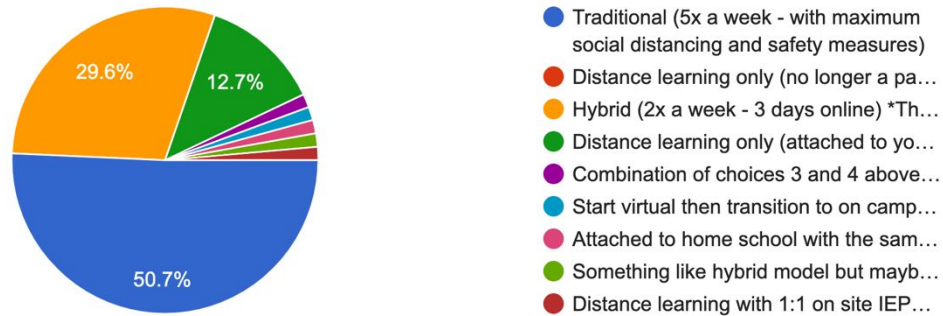 29.6%
12.7%
50.7%
Traditional (5x a week - with maximum
social distancing and safety measures)
Distance learning only (no longer a pa…
Hybrid (2x a week - 3 days online) *Th…
Distance learning only (attached to yo…
Combination of choices 3 and 4 above…
Start virtual then transition to on camp…
Attached to home school with the sam…
Something like hybrid model but mayb…
Distance learning with 1:1 on site IEP…